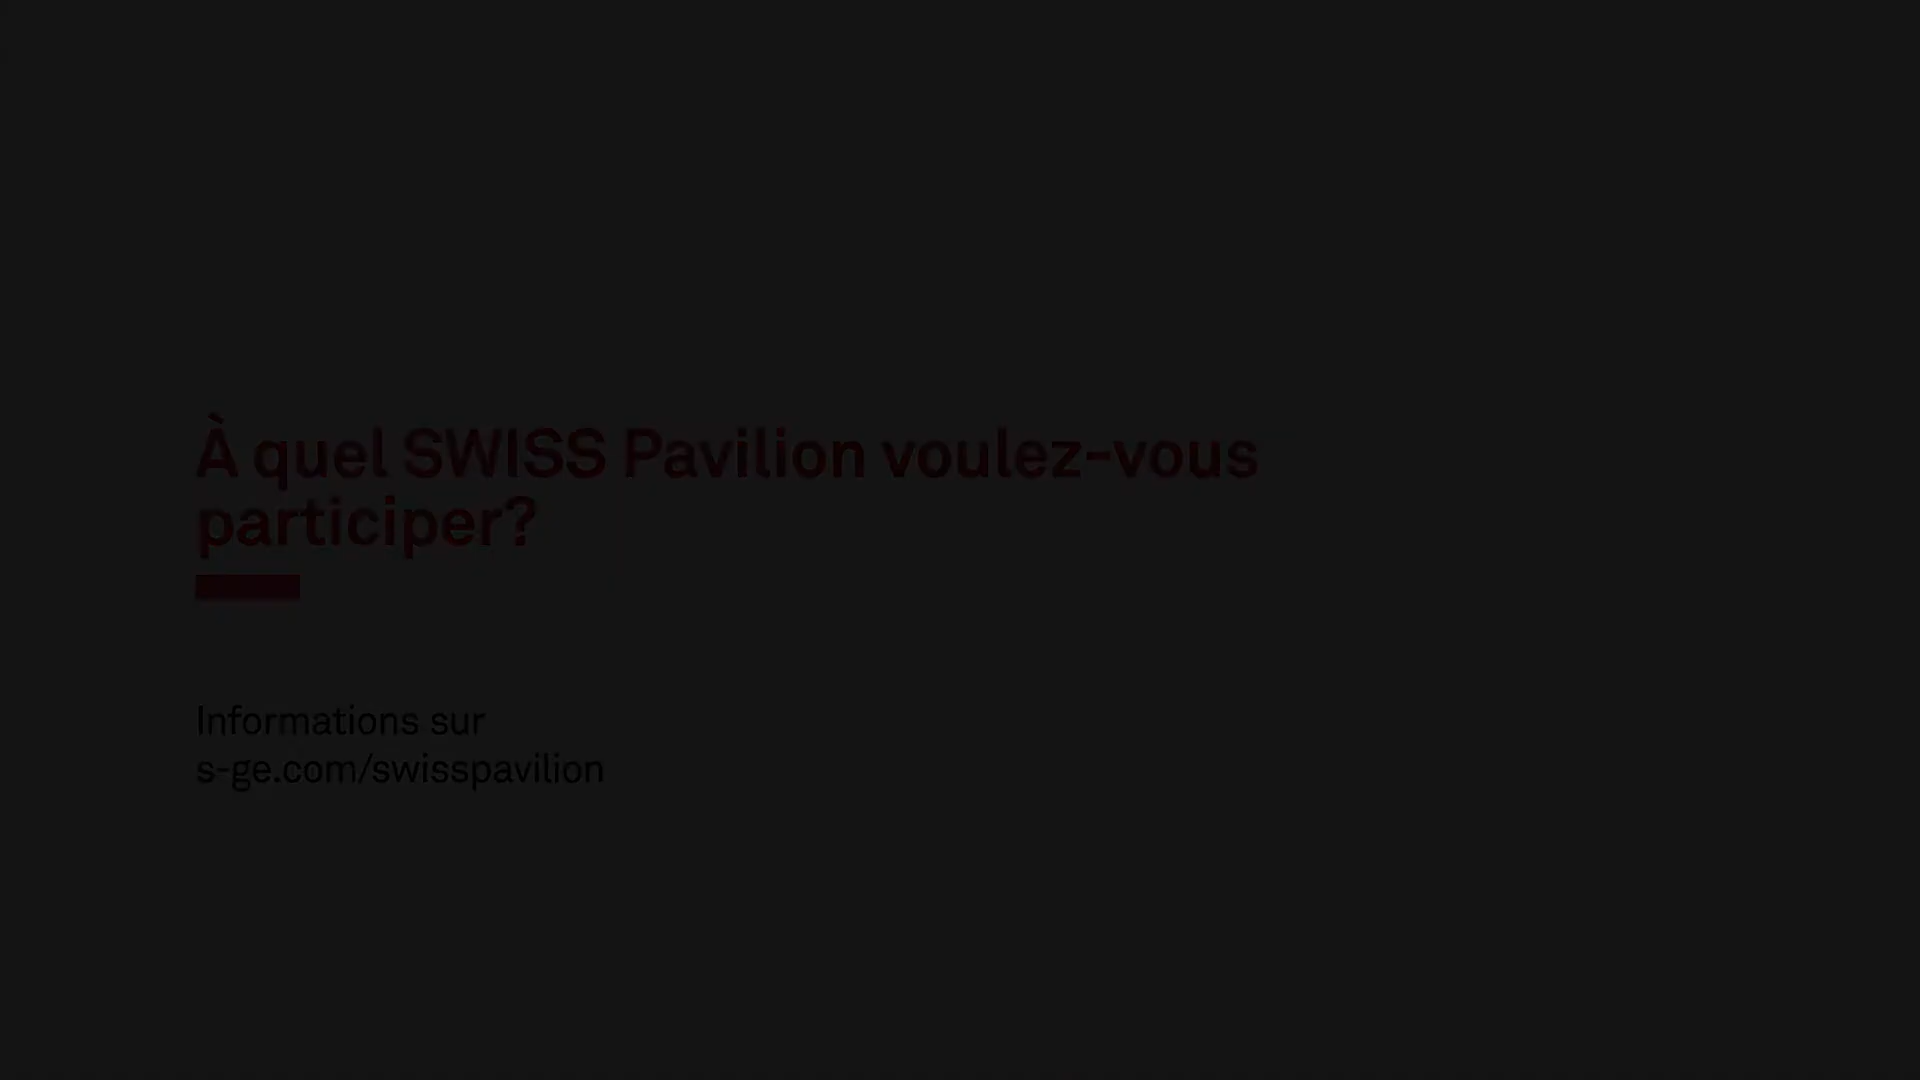 À quel SWISS Pavilion voulez-vous
participer?
Informations sur
s-ge.com/swisspavilion